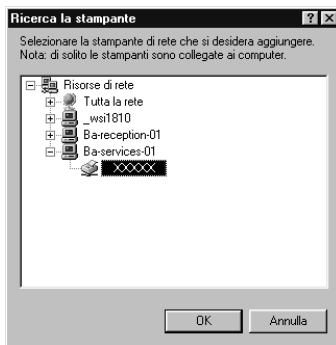 Ricerca la stampante
Selezionare la stampante di rete che si desidera aggiungere.
Nota: di solito le stampanti sono collegate ai computer.
Risorse di rete
Tutta la rete
_wsi1810
Ba-reception-01
Ba-services-01
XXXXX
OK
Annulla